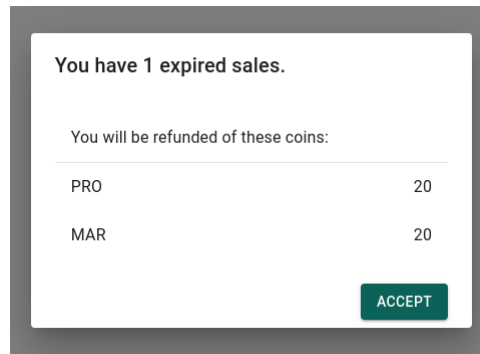 You have 1 expired sales.
You will be refunded of these coins:
PRO 20
MAR 20
ACCEPT